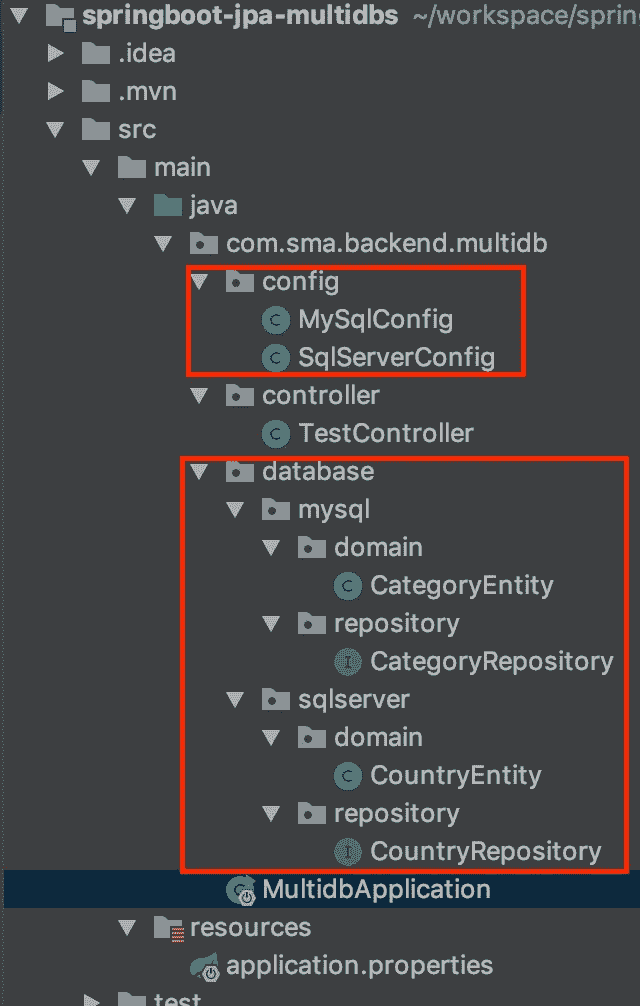 springboot-jpa-multidbs ~/workspace/sprin
.idea
.mvn
src
main
java
com.sma.backend.multidb
config
MySqlConfig
SqlServerConfig
controller
TestController
database
mysql
domain
CategoryEntity
repository
CategoryRepository
sqlserver
domain
CountryEntity
repository
CountryRepository
MultidbApplication
resources
application.properties
test